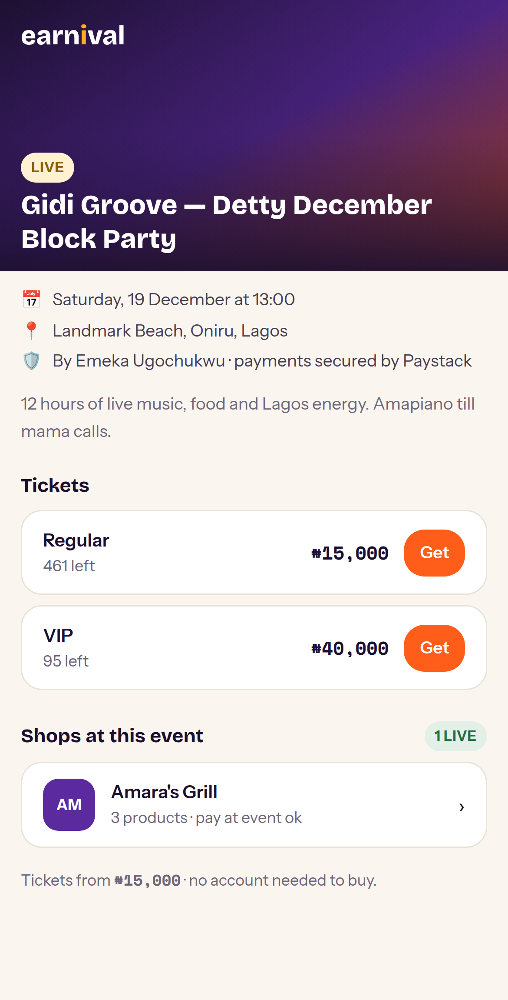 earnival
LIVE
Gidi Groove — Detty December
Block Party
July
17
Saturday, 19 December at 13:00
Landmark Beach, Oniru, Lagos
By Emeka Ugochukwu · payments secured by Paystack
12 hours of live music, food and Lagos energy. Amapiano till
mama calls.
Tickets
Regular
461 left
₦15,000
Get
VIP
95 left
₦40,000
Get
Shops at this event
1 LIVE
AM
Amara's Grill
3 products · pay at event ok
›
Tickets from ₦15,000 · no account needed to buy.